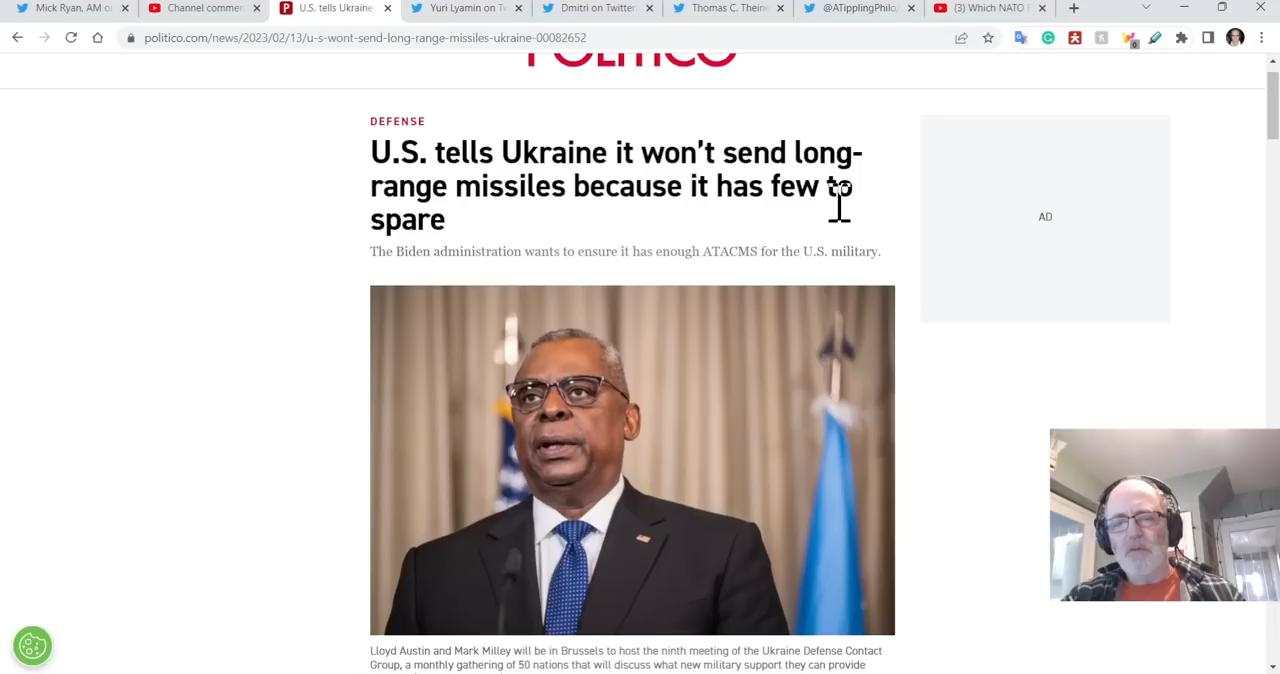 Mick Ryan, AM o
Channel commer
U.S. tells Ukraine
Yuri Lyamin on T
Dmitri on Twitter
Thomas C. Thein
@ATipplingPhilo
(3) Which NATO
politico.com/news/2023/02/13/u-s-wont-send-long-range-missiles-ukraine-00082652
POLITICO
DEFENSE
U.S. tells Ukraine it won't send long-
range missiles because it has few to
spare
The Biden administration wants to ensure it has enough ATACMS for the U.S. military.
AD
Lloyd Austin and Mark Milley will be in Brussels to host the ninth meeting of the Ukraine Defense Contact
Group, a monthly gathering of 50 nations that will discuss what new military support they can provide